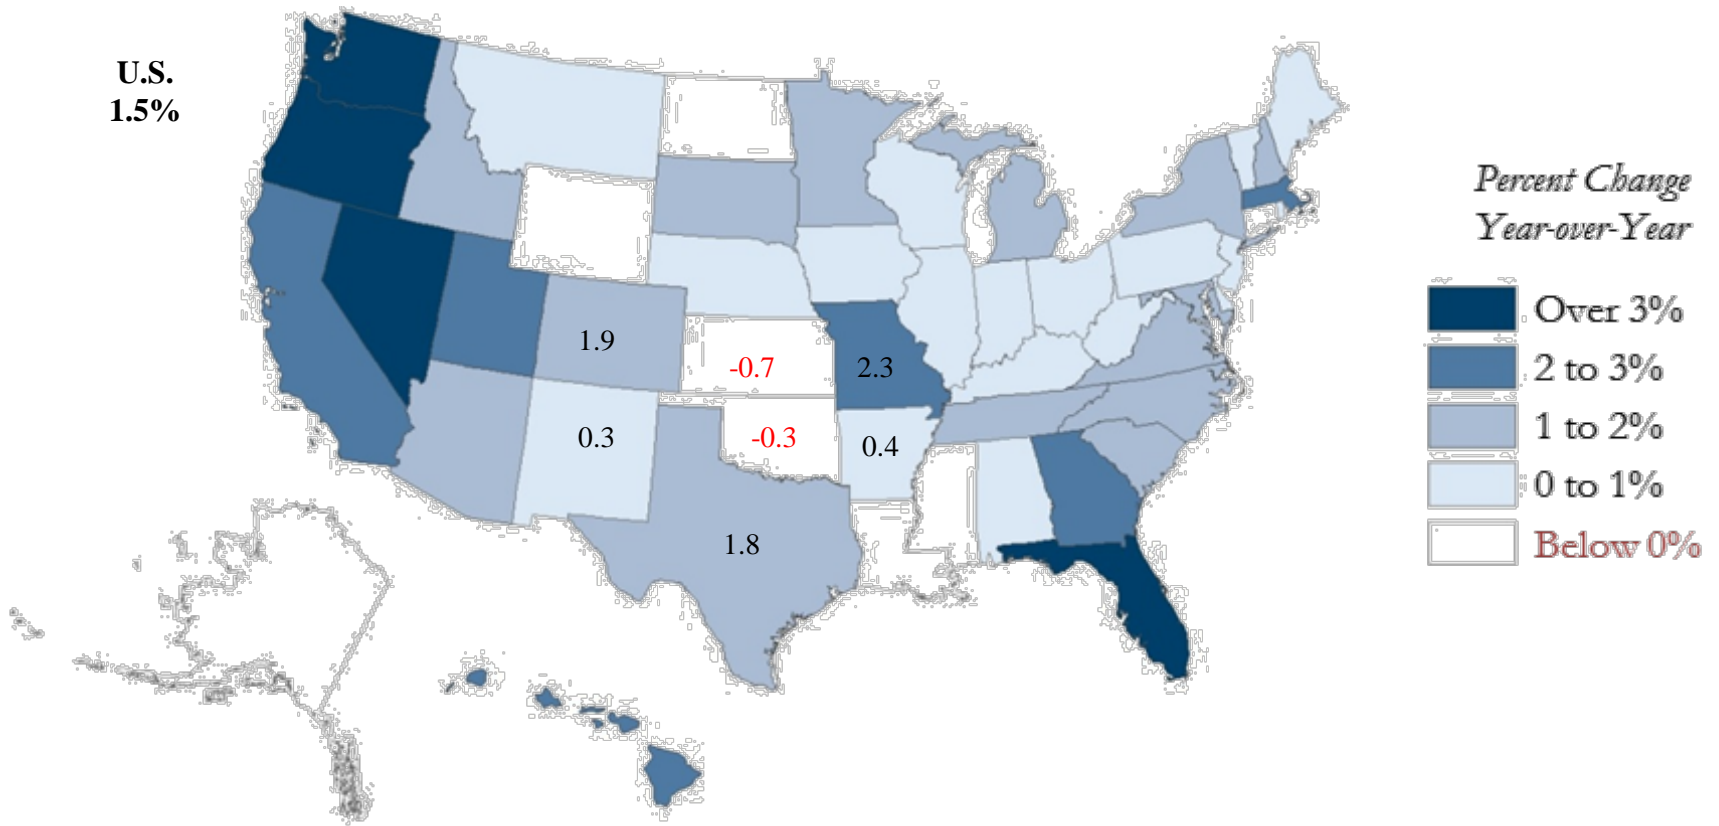 U.S.
1.5%
Percent Change
Year-over-Year
Over 3%
2 to 3%
1 to 2%
0 to 1%
Below 0%
1.9
-0.7
2.3
0.3
-0.3
0.4
1.8